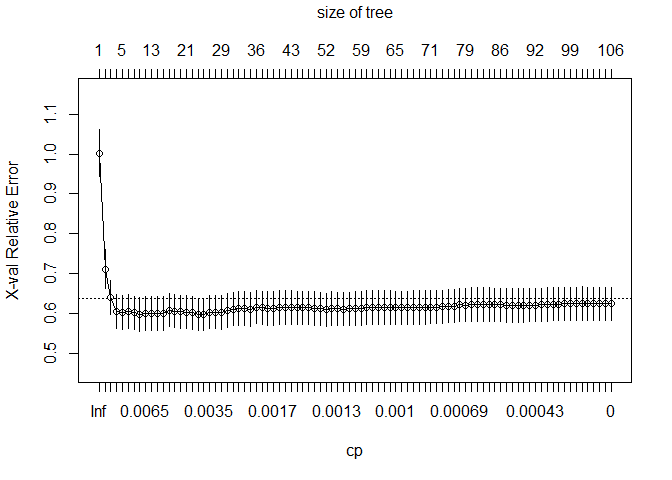 size of tree
1 5 13 21 29 36 43 52 59 65 71 79 86 92 99 106
X-val Relative Error
1.1
1.0
0.9
0.8
0.7
0.6
0.5
Inf 0.0065 0.0035 0.0017 0.0013 0.001 0.00069 0.00043 0
cp